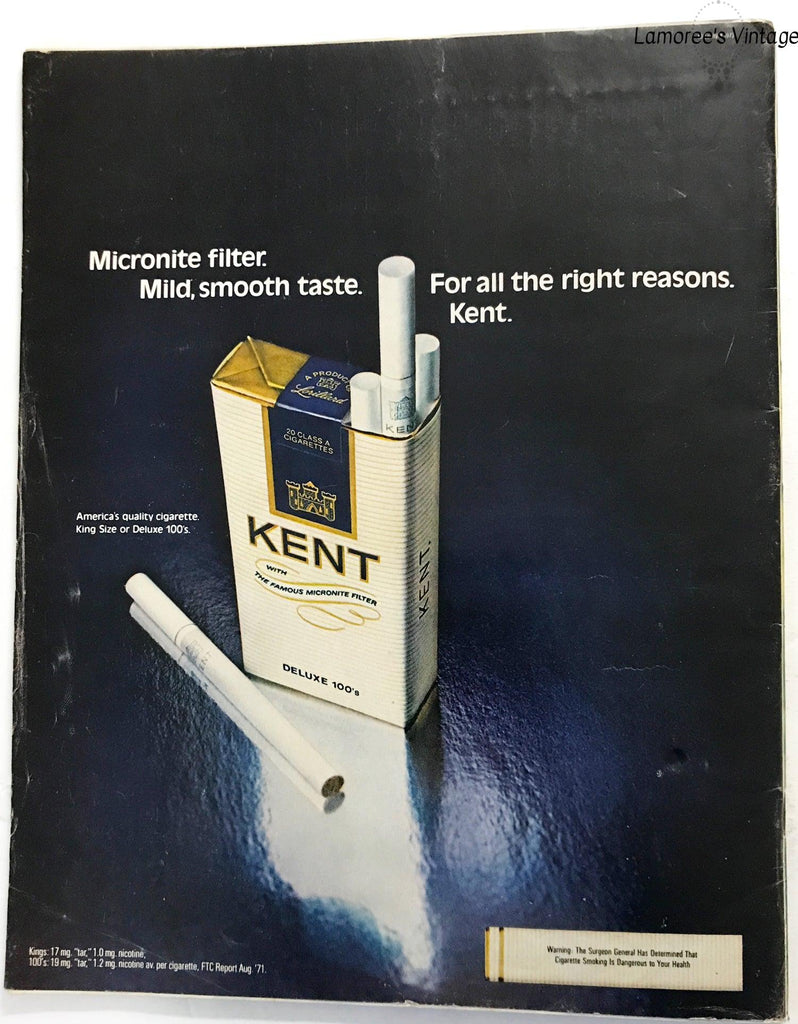 Lamoree's Vintage
Micronite filter.
Mild, smooth taste.
For all the right reasons.
Kent.
A PRODUCT
Lorillard
20 CLASS A
CIGARETTES
KEN
America's quality cigarette.
King Size or Deluxe 100's.
KENT
WITH
THE FAMOUS MICRONITE FILTER
KENT.
DELUXE 100's
KENT
Kings: 17 mg. "tar," 1.0 mg. nicotine;
100's: 19 mg. "tar," 1.2 mg. nicotine av. per cigarette, FTC Report Aug '71.
Warning: The Surgeon General Has Determined That
Cigarette Smoking Is Dangerous to Your Health